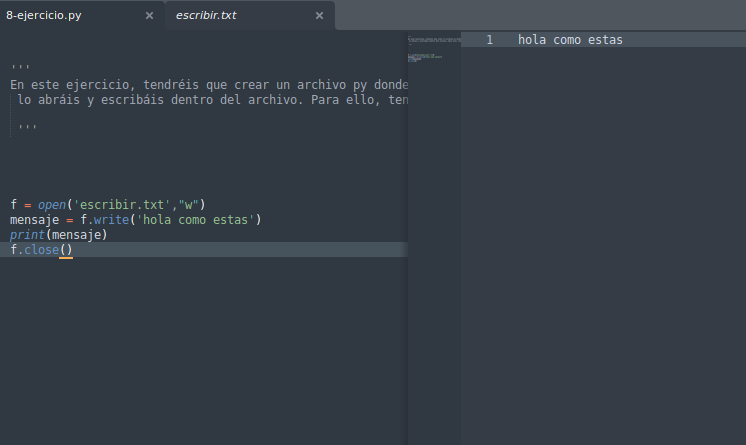 8-ejercicio.py
escribir.txt
'''
En este ejercicio, tendréis que crear un archivo py donde
lo abráis y escribáis dentro del archivo. Para ello, ten
'''
f = open('escribir.txt',"w")
mensaje = f.write('hola como estas')
print(mensaje)
f.close()
1 hola como estas